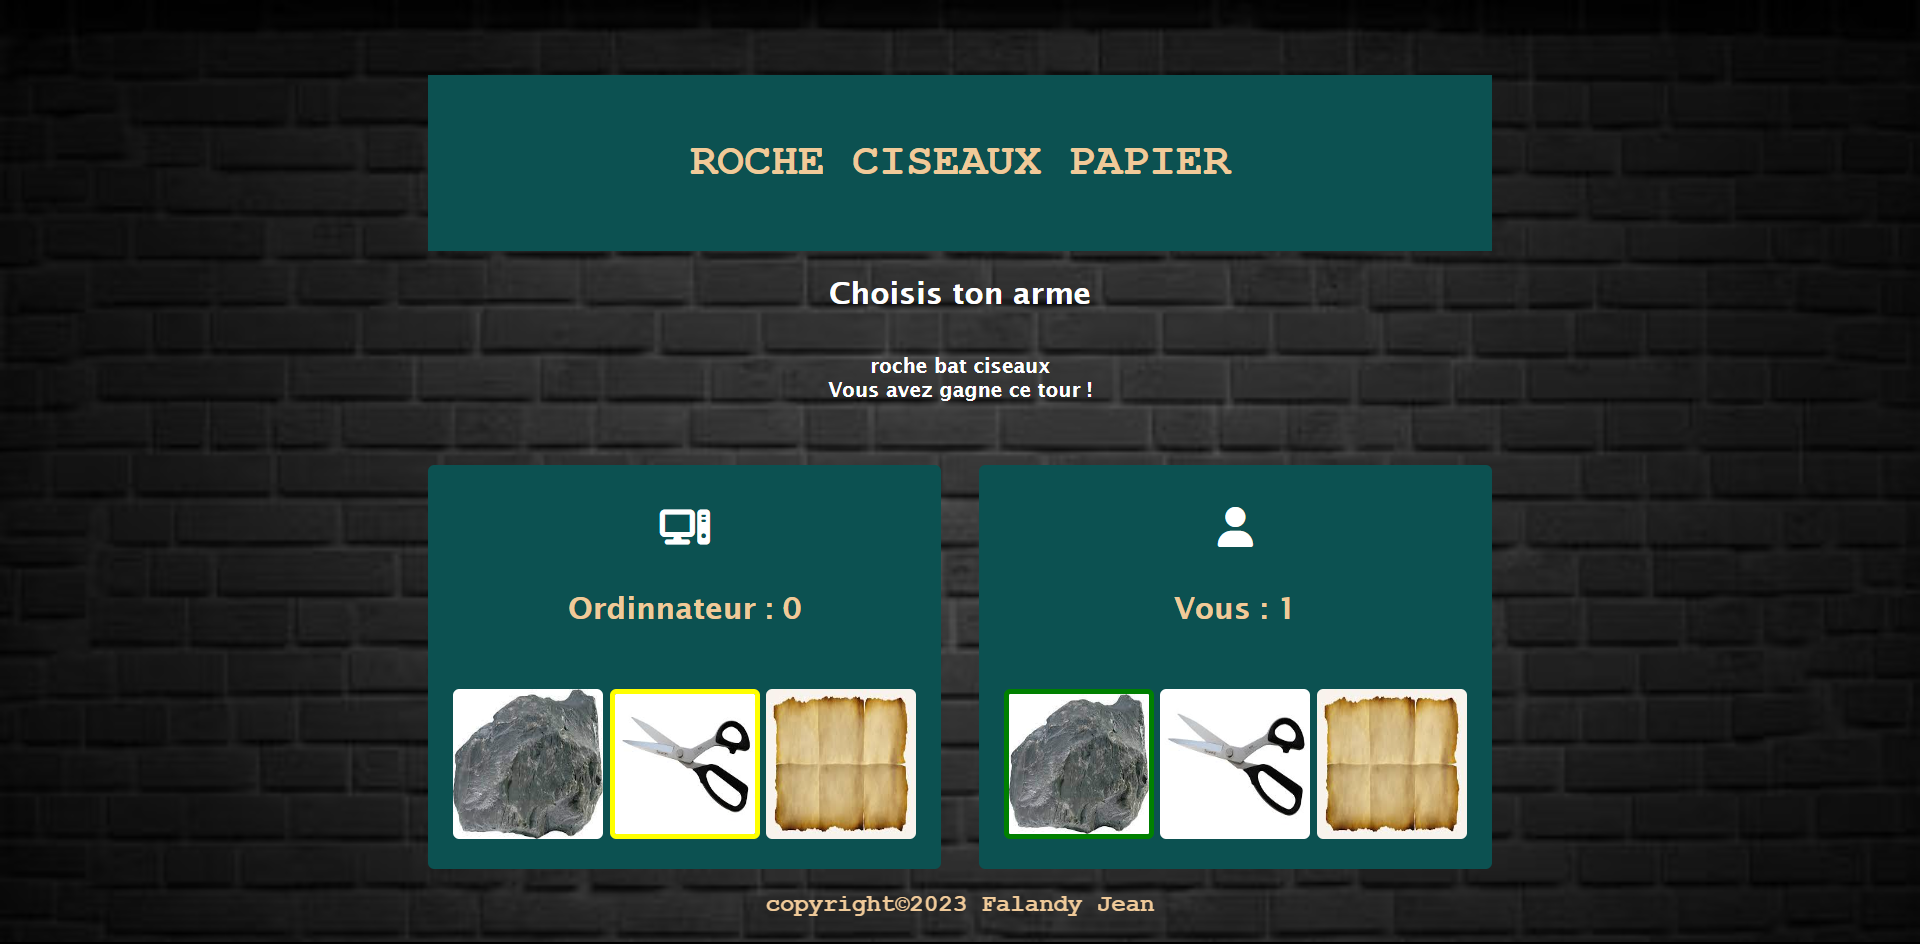 ROCHE CISEAUX PAPIER
Choisis ton arme
roche bat ciseaux
Vous avez gagne ce tour !
Ordinnateur : 0
Vous : 1
copyright©2023 Falandy Jean